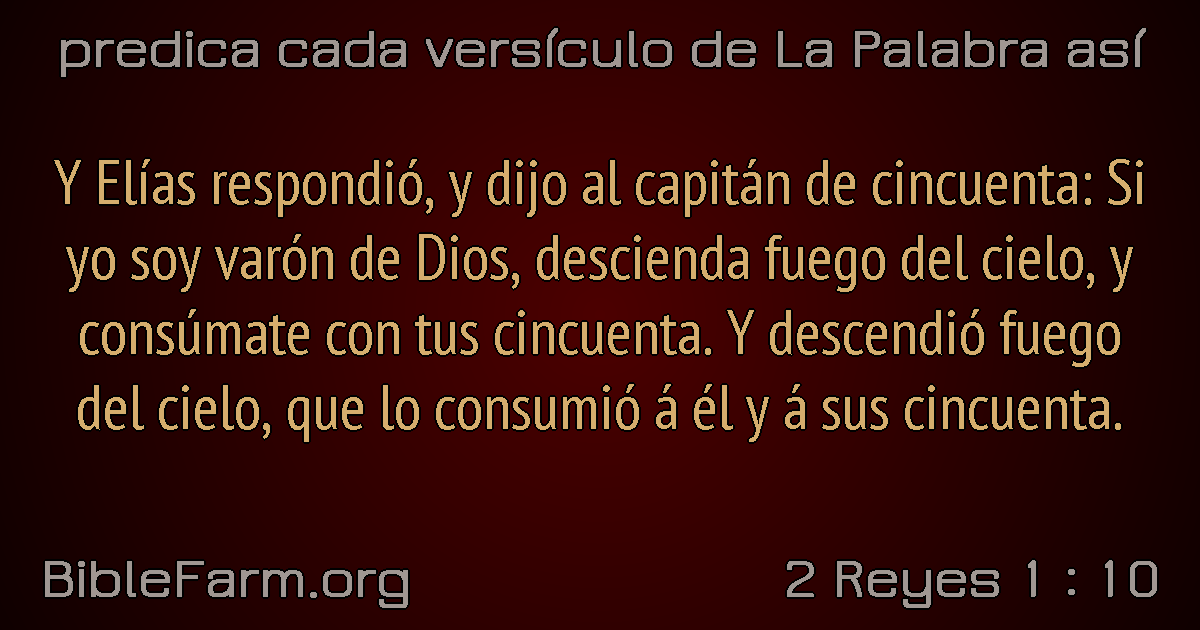 predica cada versículo de La Palabra así
Y Elías respondió, y dijo al capitán de cincuenta: Si
yo soy varón de Dios, descienda fuego del cielo, y
consúmate con tus cincuenta. Y descendió fuego
del cielo, que lo consumió á él y á sus cincuenta.
BibleFarm.org
2 Reyes 1 : 10